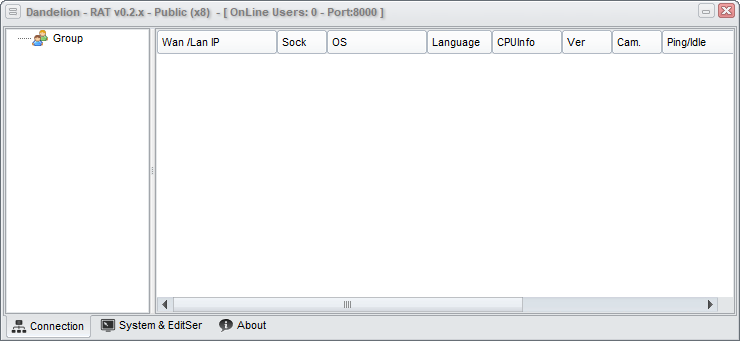 Dandelion - RAT v0.2.x - Public (x8) - [ OnLine Users: 0 - Port:8000 ]
Group
Wan /Lan IP Sock OS Language CPUInfo Ver Cam. Ping/Idle
Connection System & EditSer About